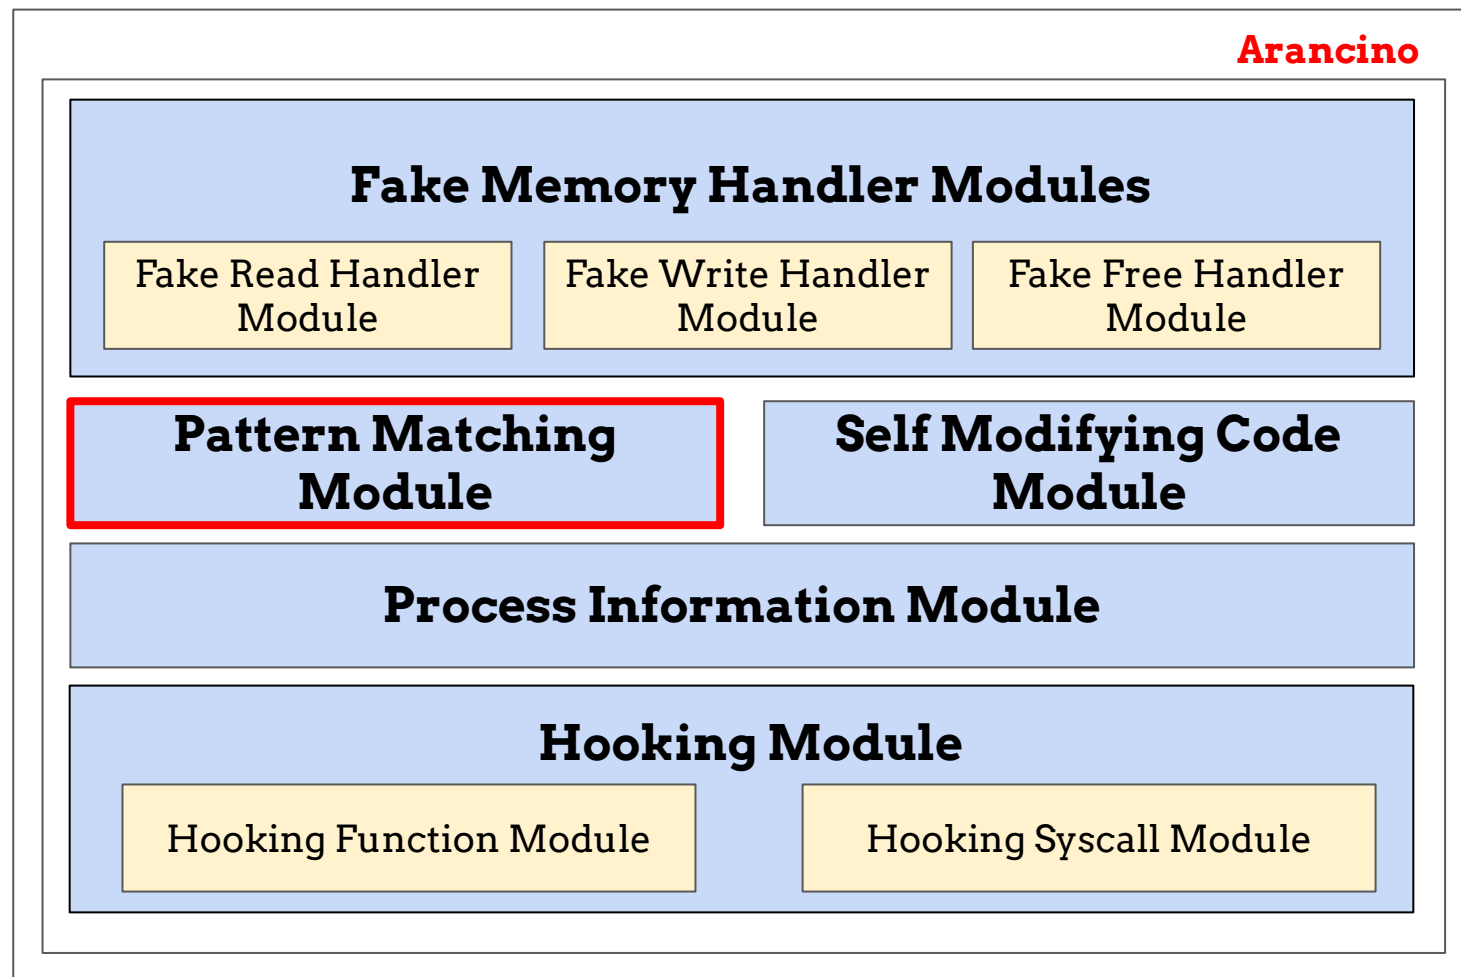 Arancino
Fake Memory Handler Modules
Fake Read Handler
Module
Fake Write Handler
Module
Fake Free Handler
Module
Pattern Matching
Module
Self Modifying Code
Module
Process Information Module
Hooking Module
Hooking Function Module
Hooking Syscall Module